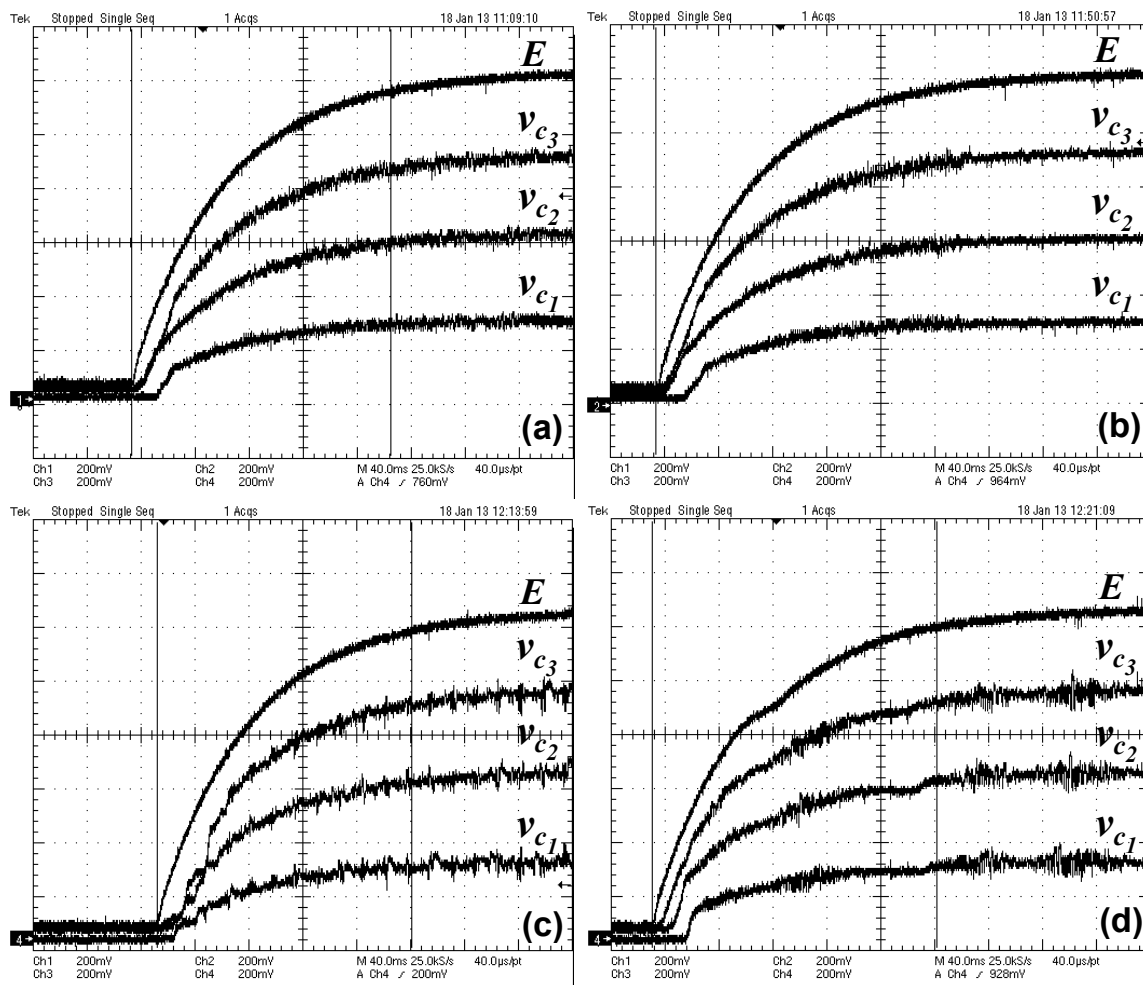 Tek Stopped Single Seq 1 Acqs 18 Jan 13 11:09:10
E
vc3
vc2
vc1
1
(a)
Ch1 200mV Ch2 200mV M 40.0ms 25.0kS/s 40.0µs/pt
Ch3 200mV Ch4 200mV A Ch4 ∫ 760mV
Tek Stopped Single Seq 1 Acqs 18 Jan 13 11:50:57
E
vc3
vc2
vc1
2
(b)
Ch1 200mV Ch2 200mV M 40.0ms 25.0kS/s 40.0µs/pt
Ch3 200mV Ch4 200mV A Ch4 ∫ 964mV
Tek Stopped Single Seq 1 Acqs 18 Jan 13 12:13:59
E
vc3
vc2
vc1
4
(c)
Ch1 200mV Ch2 200mV M 40.0ms 25.0kS/s 40.0µs/pt
Ch3 200mV Ch4 200mV A Ch4 ∫ 200mV
Tek Stopped Single Seq 1 Acqs 18 Jan 13 12:21:09
E
vc3
vc2
vc1
4
(d)
Ch1 200mV Ch2 200mV M 40.0ms 25.0kS/s 40.0µs/pt
Ch3 200mV Ch4 200mV A Ch4 ∫ 928mV